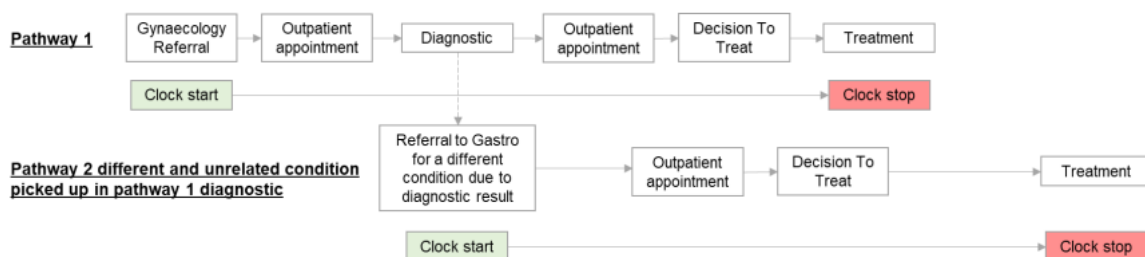 Pathway 1
Gynaecology
Referral
Outpatient
appointment
Diagnostic
Outpatient
appointment
Decision To
Treat
Treatment
Clock start
Clock stop
Pathway 2 different and unrelated condition
picked up in pathway 1 diagnostic
Referral to Gastro
for a different
condition due to
diagnostic result
Outpatient
appointment
Decision To
Treat
Treatment
Clock start
Clock stop